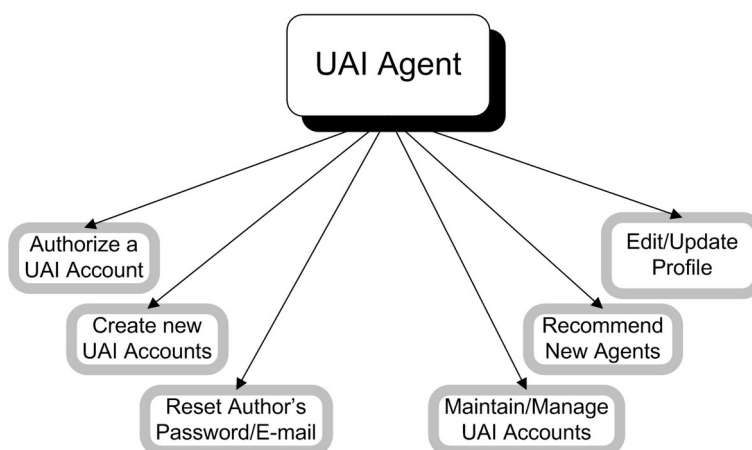 UAI Agent
Authorize a
UAI Account
Create new
UAI Accounts
Reset Author's
Password/E-mail
Maintain/Manage
UAI Accounts
Recommend
New Agents
Edit/Update
Profile